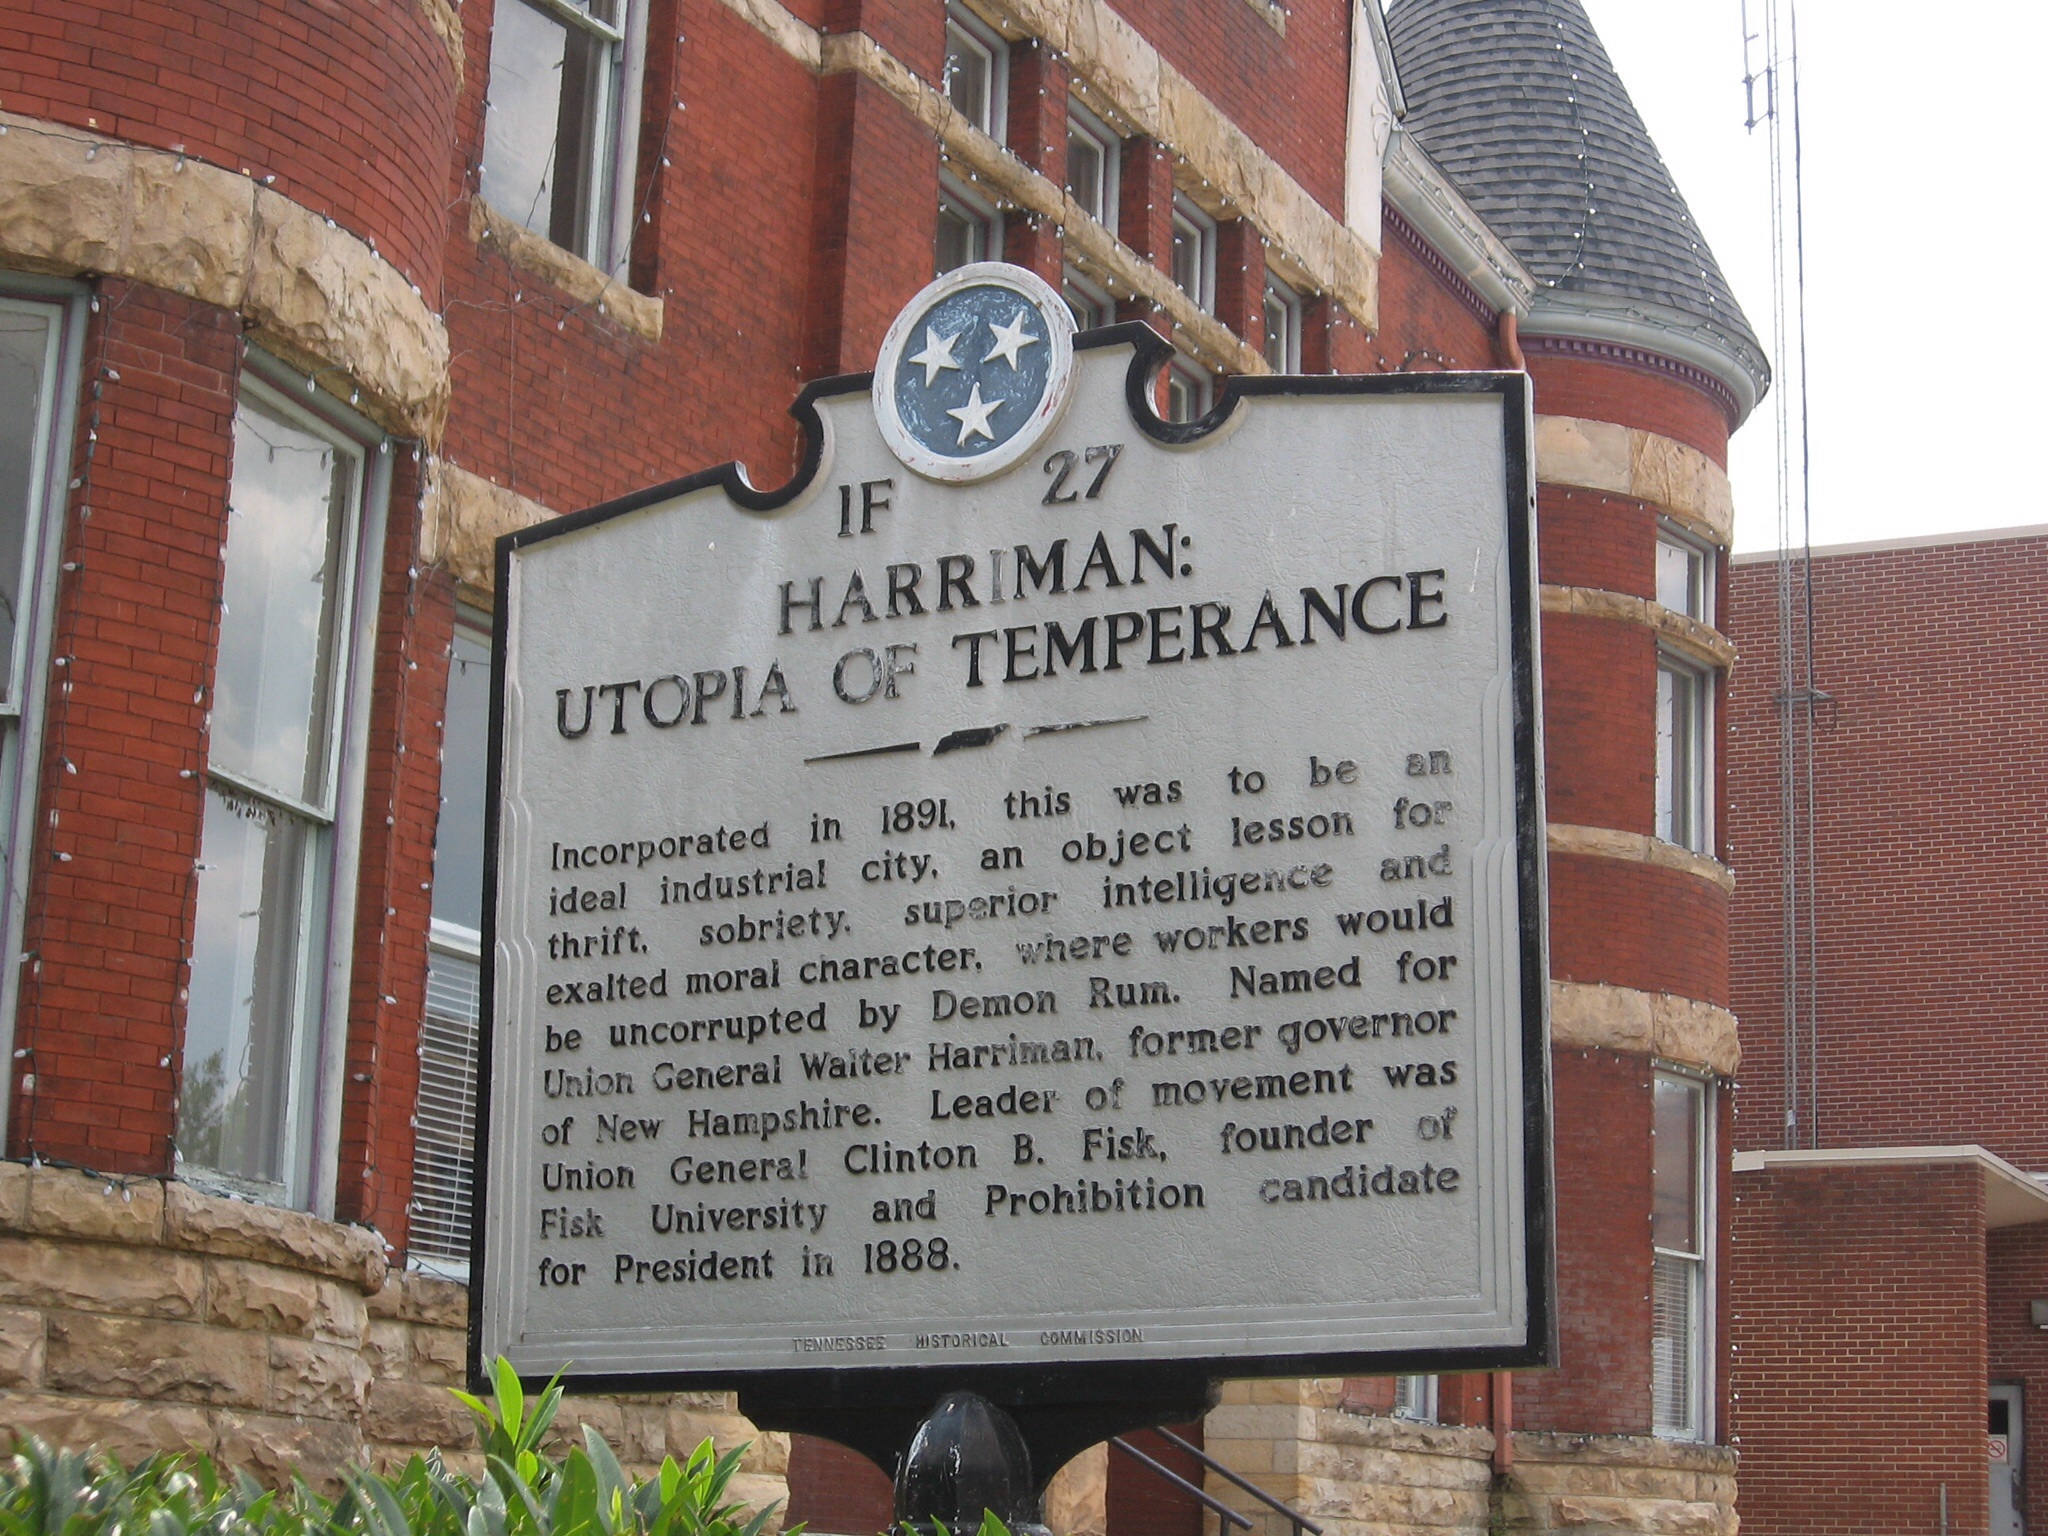 1F 27
HARRIMAN:
UTOPIA OF TEMPERANCE
Incorporated in 1891, this was to be an
ideal industrial city, an object lesson for
thrift, sobriety, superior intelligence and
exalted moral character, where workers would
be uncorrupted by Demon Rum. Named for
Union General Walter Harriman, former governor
of New Hampshire. Leader of movement was
Union General Clinton B. Fisk, founder of
Fisk University and Prohibition candidate
for President in 1888.
TENNESSEE HISTORICAL COMMISSION